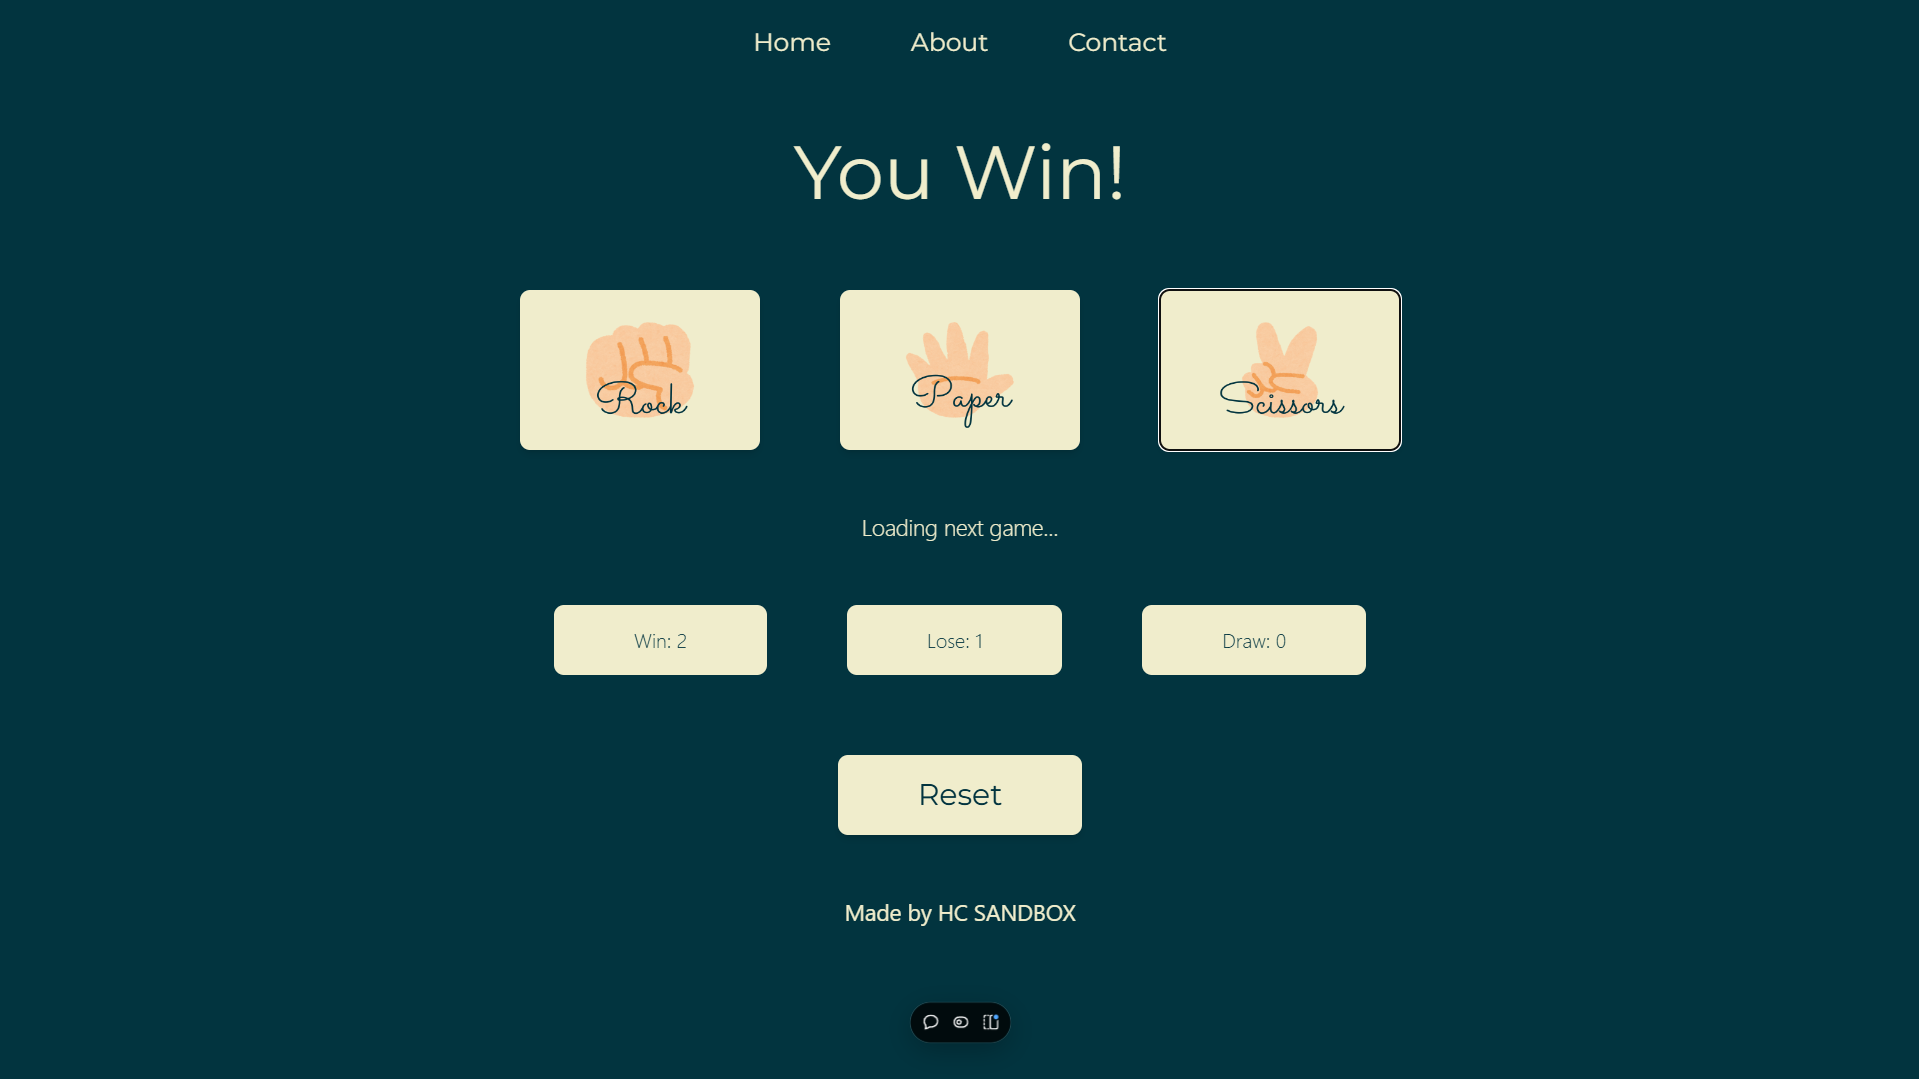 Home About Contact
You Win!
Rock Paper Scissors
Loading next game...
Win: 2 Lose: 1 Draw: 0
Reset
Made by HC SANDBOX